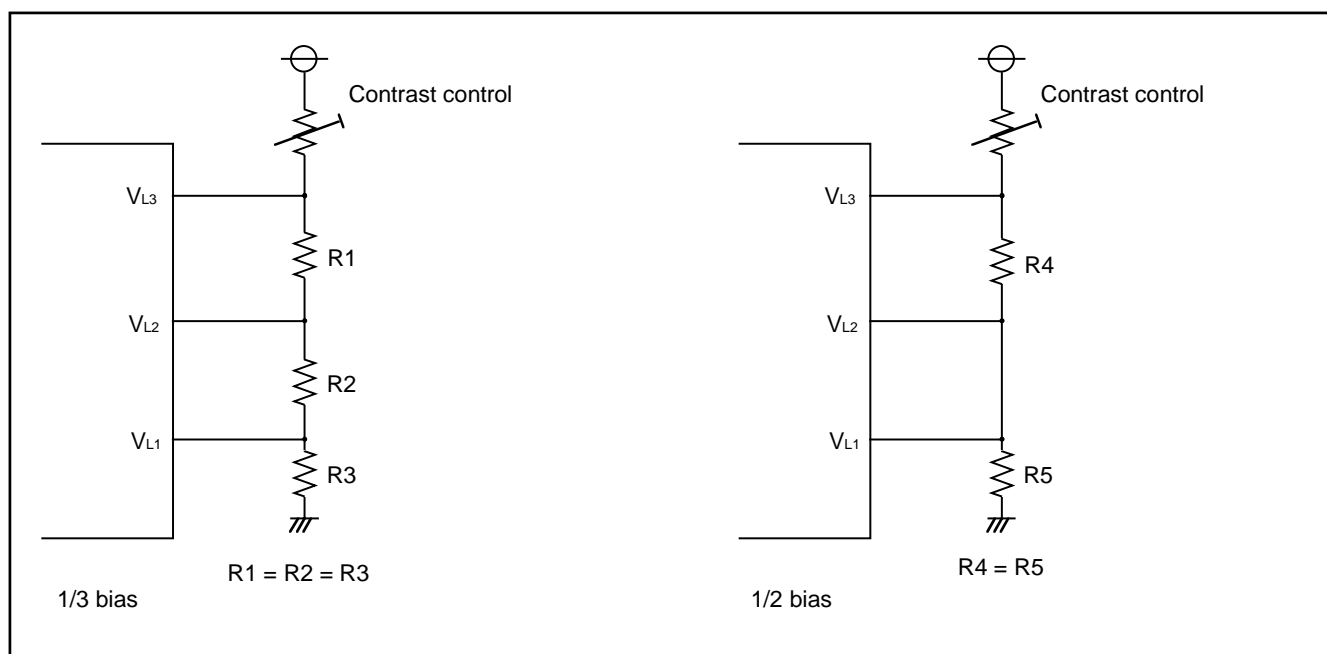 Contrast control
VL3
R1
VL2
R2
VL1
R3
R1 = R2 = R3
1/3 bias
Contrast control
VL3
R4
VL2
VL1
R5
R4 = R5
1/2 bias